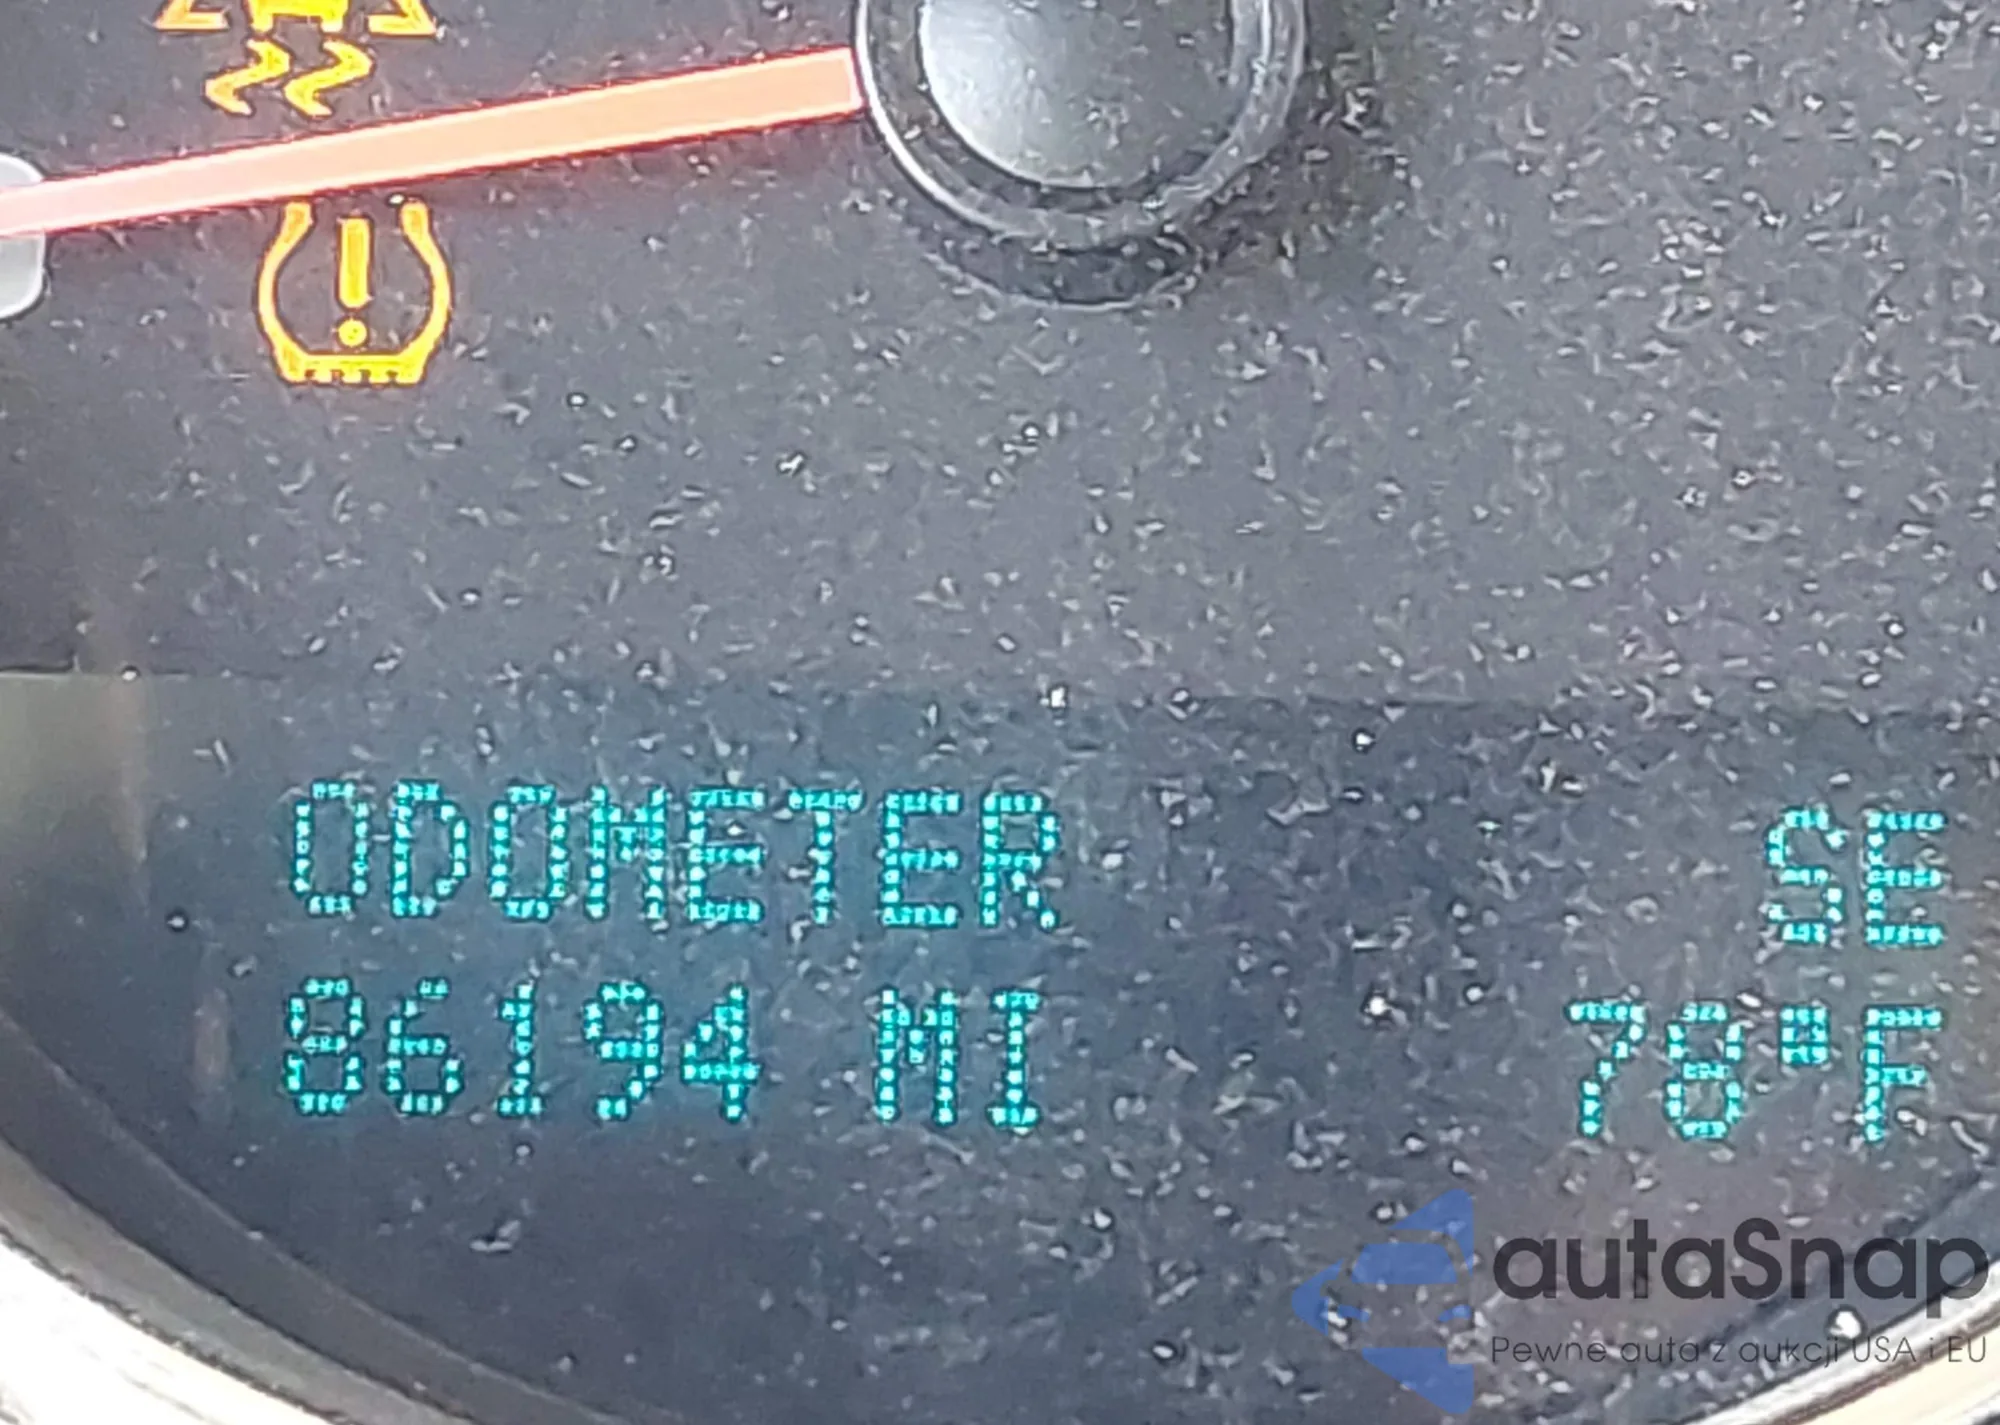 ODOMETER SE
86194 MI 78°F
autaSnap
Pewne auta z aukcji USA i EU